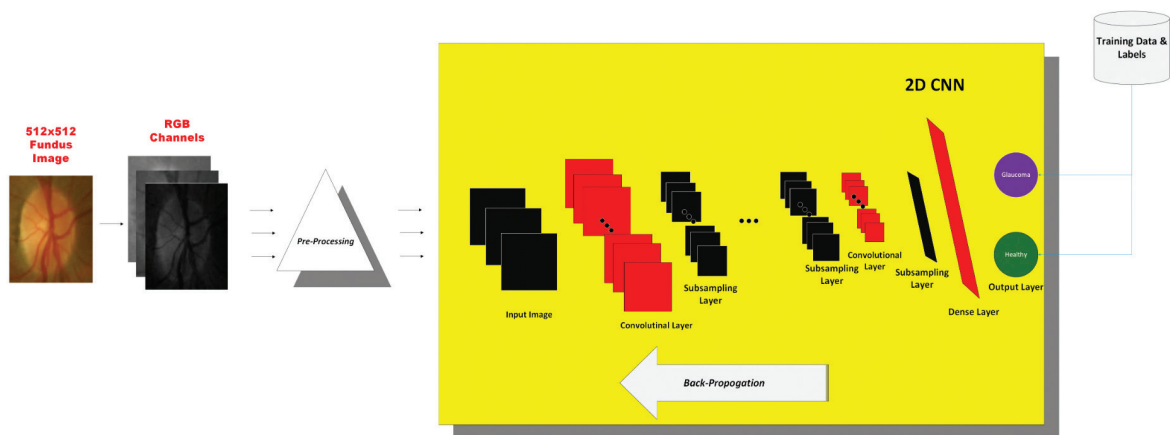 512x512
Fundus
Image
RGB
Channels
Pre-Processing
Training Data &
Labels
2D CNN
Input Image
Convolutinal Layer
Subsampling
Layer
Subsampling
Layer
Convolutional
Layer
Subsampling
Layer
Dense Layer
Glaucoma
Healthy
Output Layer
Back-Propogation